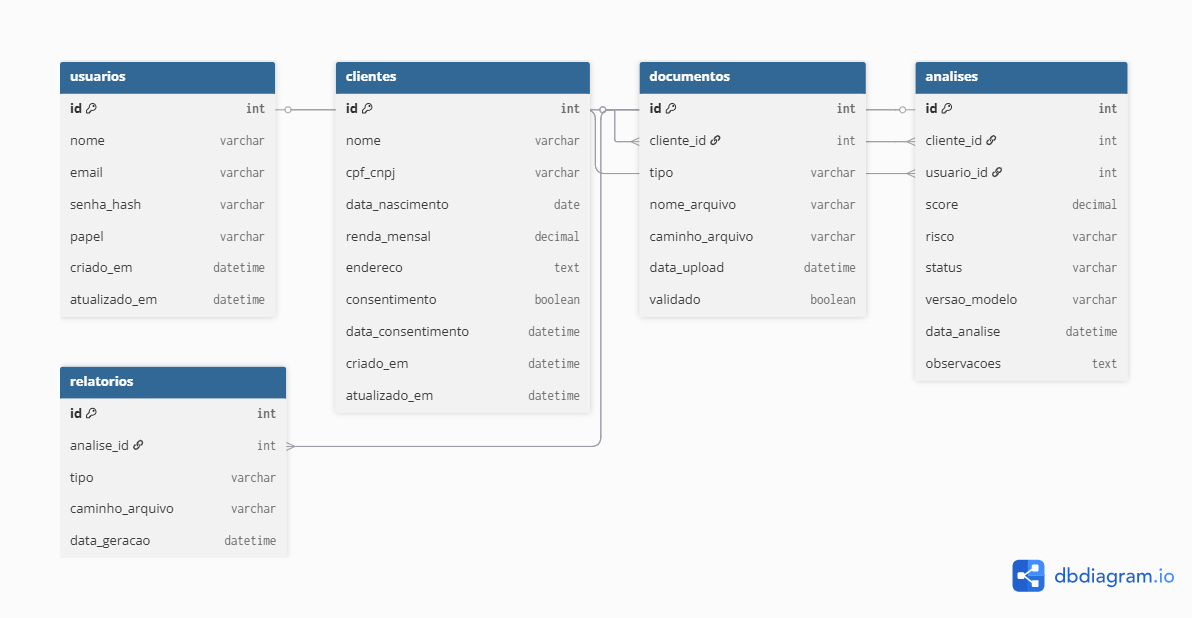 usuarios
id int
nome varchar
email varchar
senha_hash varchar
papel varchar
criado_em datetime
atualizado_em datetime
clientes
id int
nome varchar
cpf_cnpj varchar
data_nascimento date
renda_mensal decimal
endereco text
consentimento boolean
data_consentimento datetime
criado_em datetime
atualizado_em datetime
documentos
id int
cliente_id int
tipo varchar
nome_arquivo varchar
caminho_arquivo varchar
data_upload datetime
validado boolean
analises
id int
cliente_id int
usuario_id int
score decimal
risco varchar
status varchar
versao_modelo varchar
data_analise datetime
observacoes text
relatorios
id int
analise_id int
tipo varchar
caminho_arquivo varchar
data_geracao datetime
dbdiagram.io